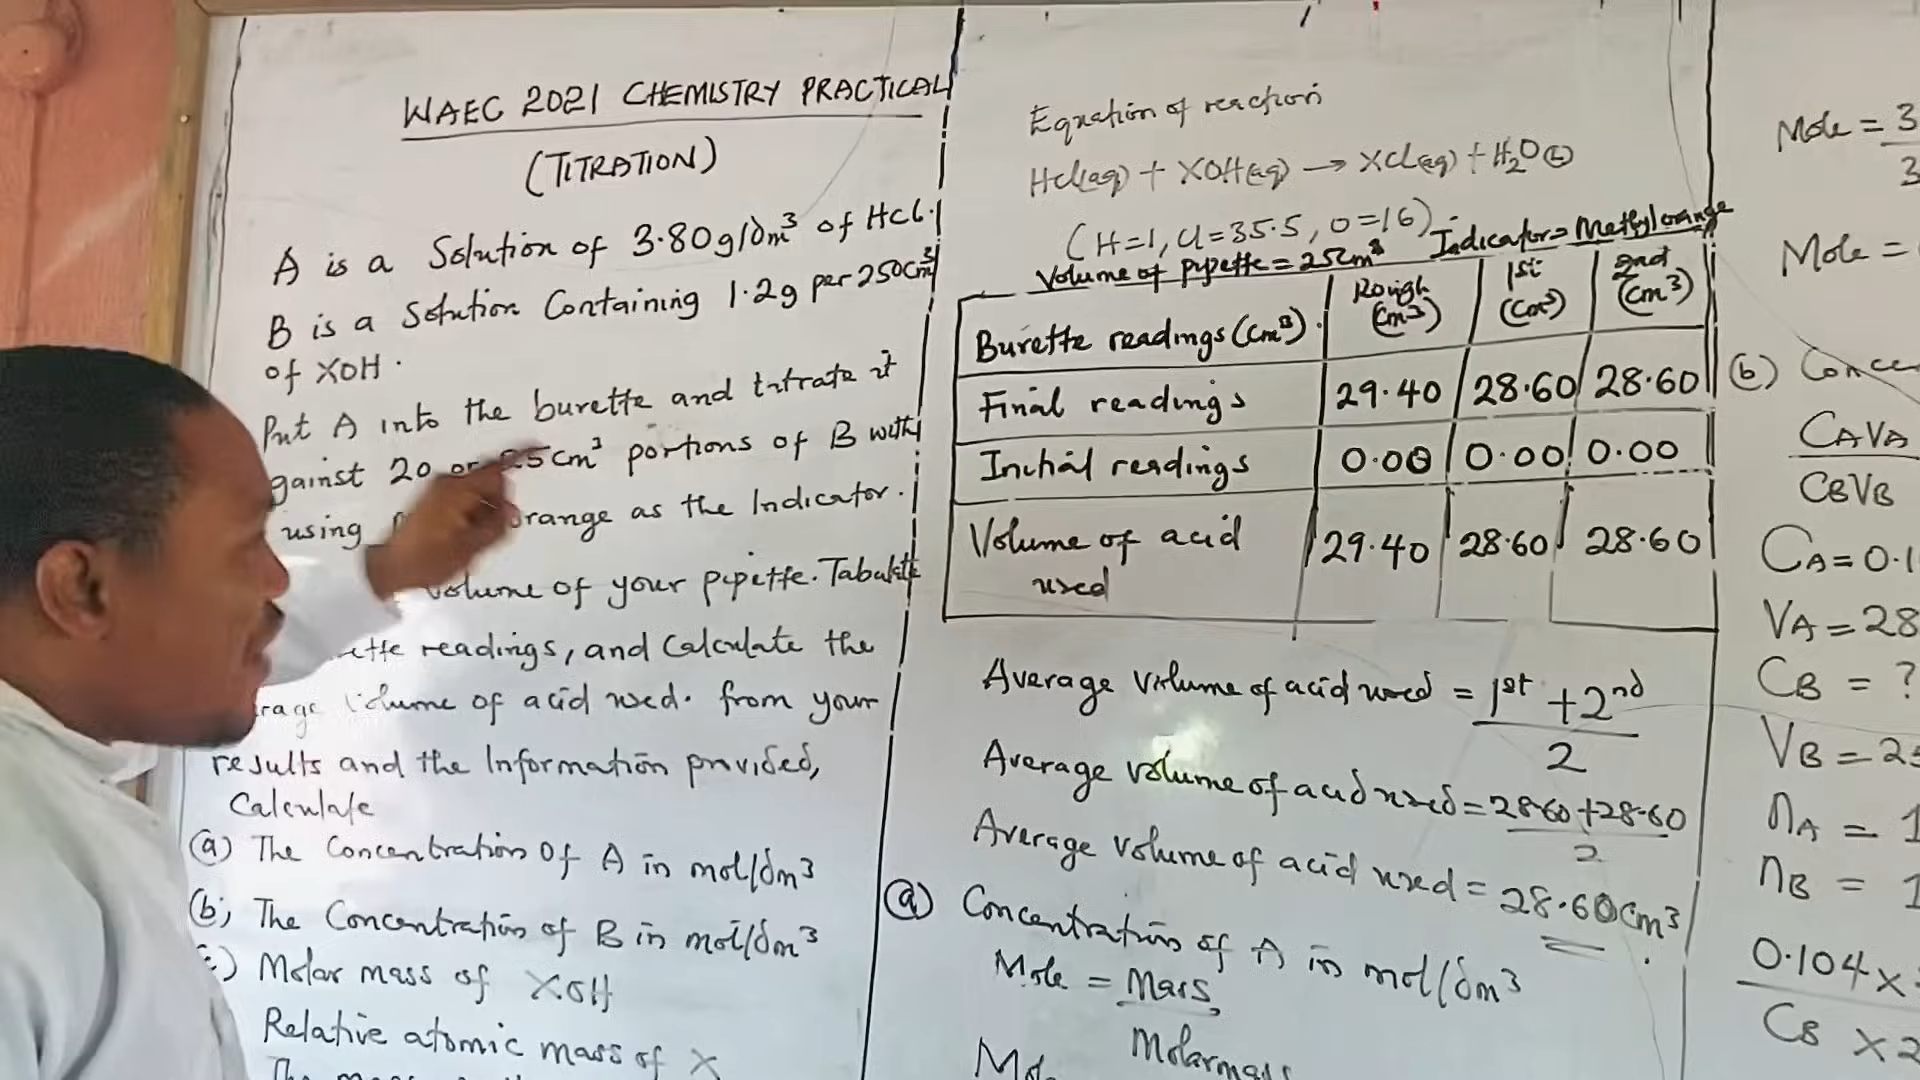 WAEC 2021 CHEMISTRY PRACTICAL
(TITRATION)
A is a Solution of 3.80g/dm³ of HCl.
B is a Solution Containing 1.2g per 250cm³
of XOH.
Put A into the burette and titrate it
gainst 20 or 25cm³ portions of B with
using orange as the Indicator.
volume of your pipette. Tabulate
readings, and Calculate the
volume of acid used. from your
results and the Information provided,
Calculate
(a) The Concentration Of A in mol/dm³
(b) The Concentration of B in mol/dm³
Molar mass of XOH
Relative atomic mass of X
Equation of reaction
HCl(aq) + XOH(aq) → XCl(aq) + H₂O(L)
(H=1, Cl=35.5, O=16)
Indicator = Methyl orange
Volume of pipette = 25cm³
Burette readings (cm³) Rough (cm³) 1st (cm³) 2nd (cm³)
Final readings 29.40 28.60 28.60
Initial readings 0.00 0.00 0.00
Volume of acid used 29.40 28.60 28.60
Average volume of acid used = 1st + 2nd
2
Average volume of acid used = 28.60 + 28.60
2
Average volume of acid used = 28.60cm³
(a) Concentration of A in mol/dm³
Mole = Mass
Molarmass
Mole = 3
3
Mole =
(b)
CAVA
CBVB
CA = 0.1
VA = 28
CB = ?
VB = 25
nA = 1
nB = 1
0.104 x
CB x 2